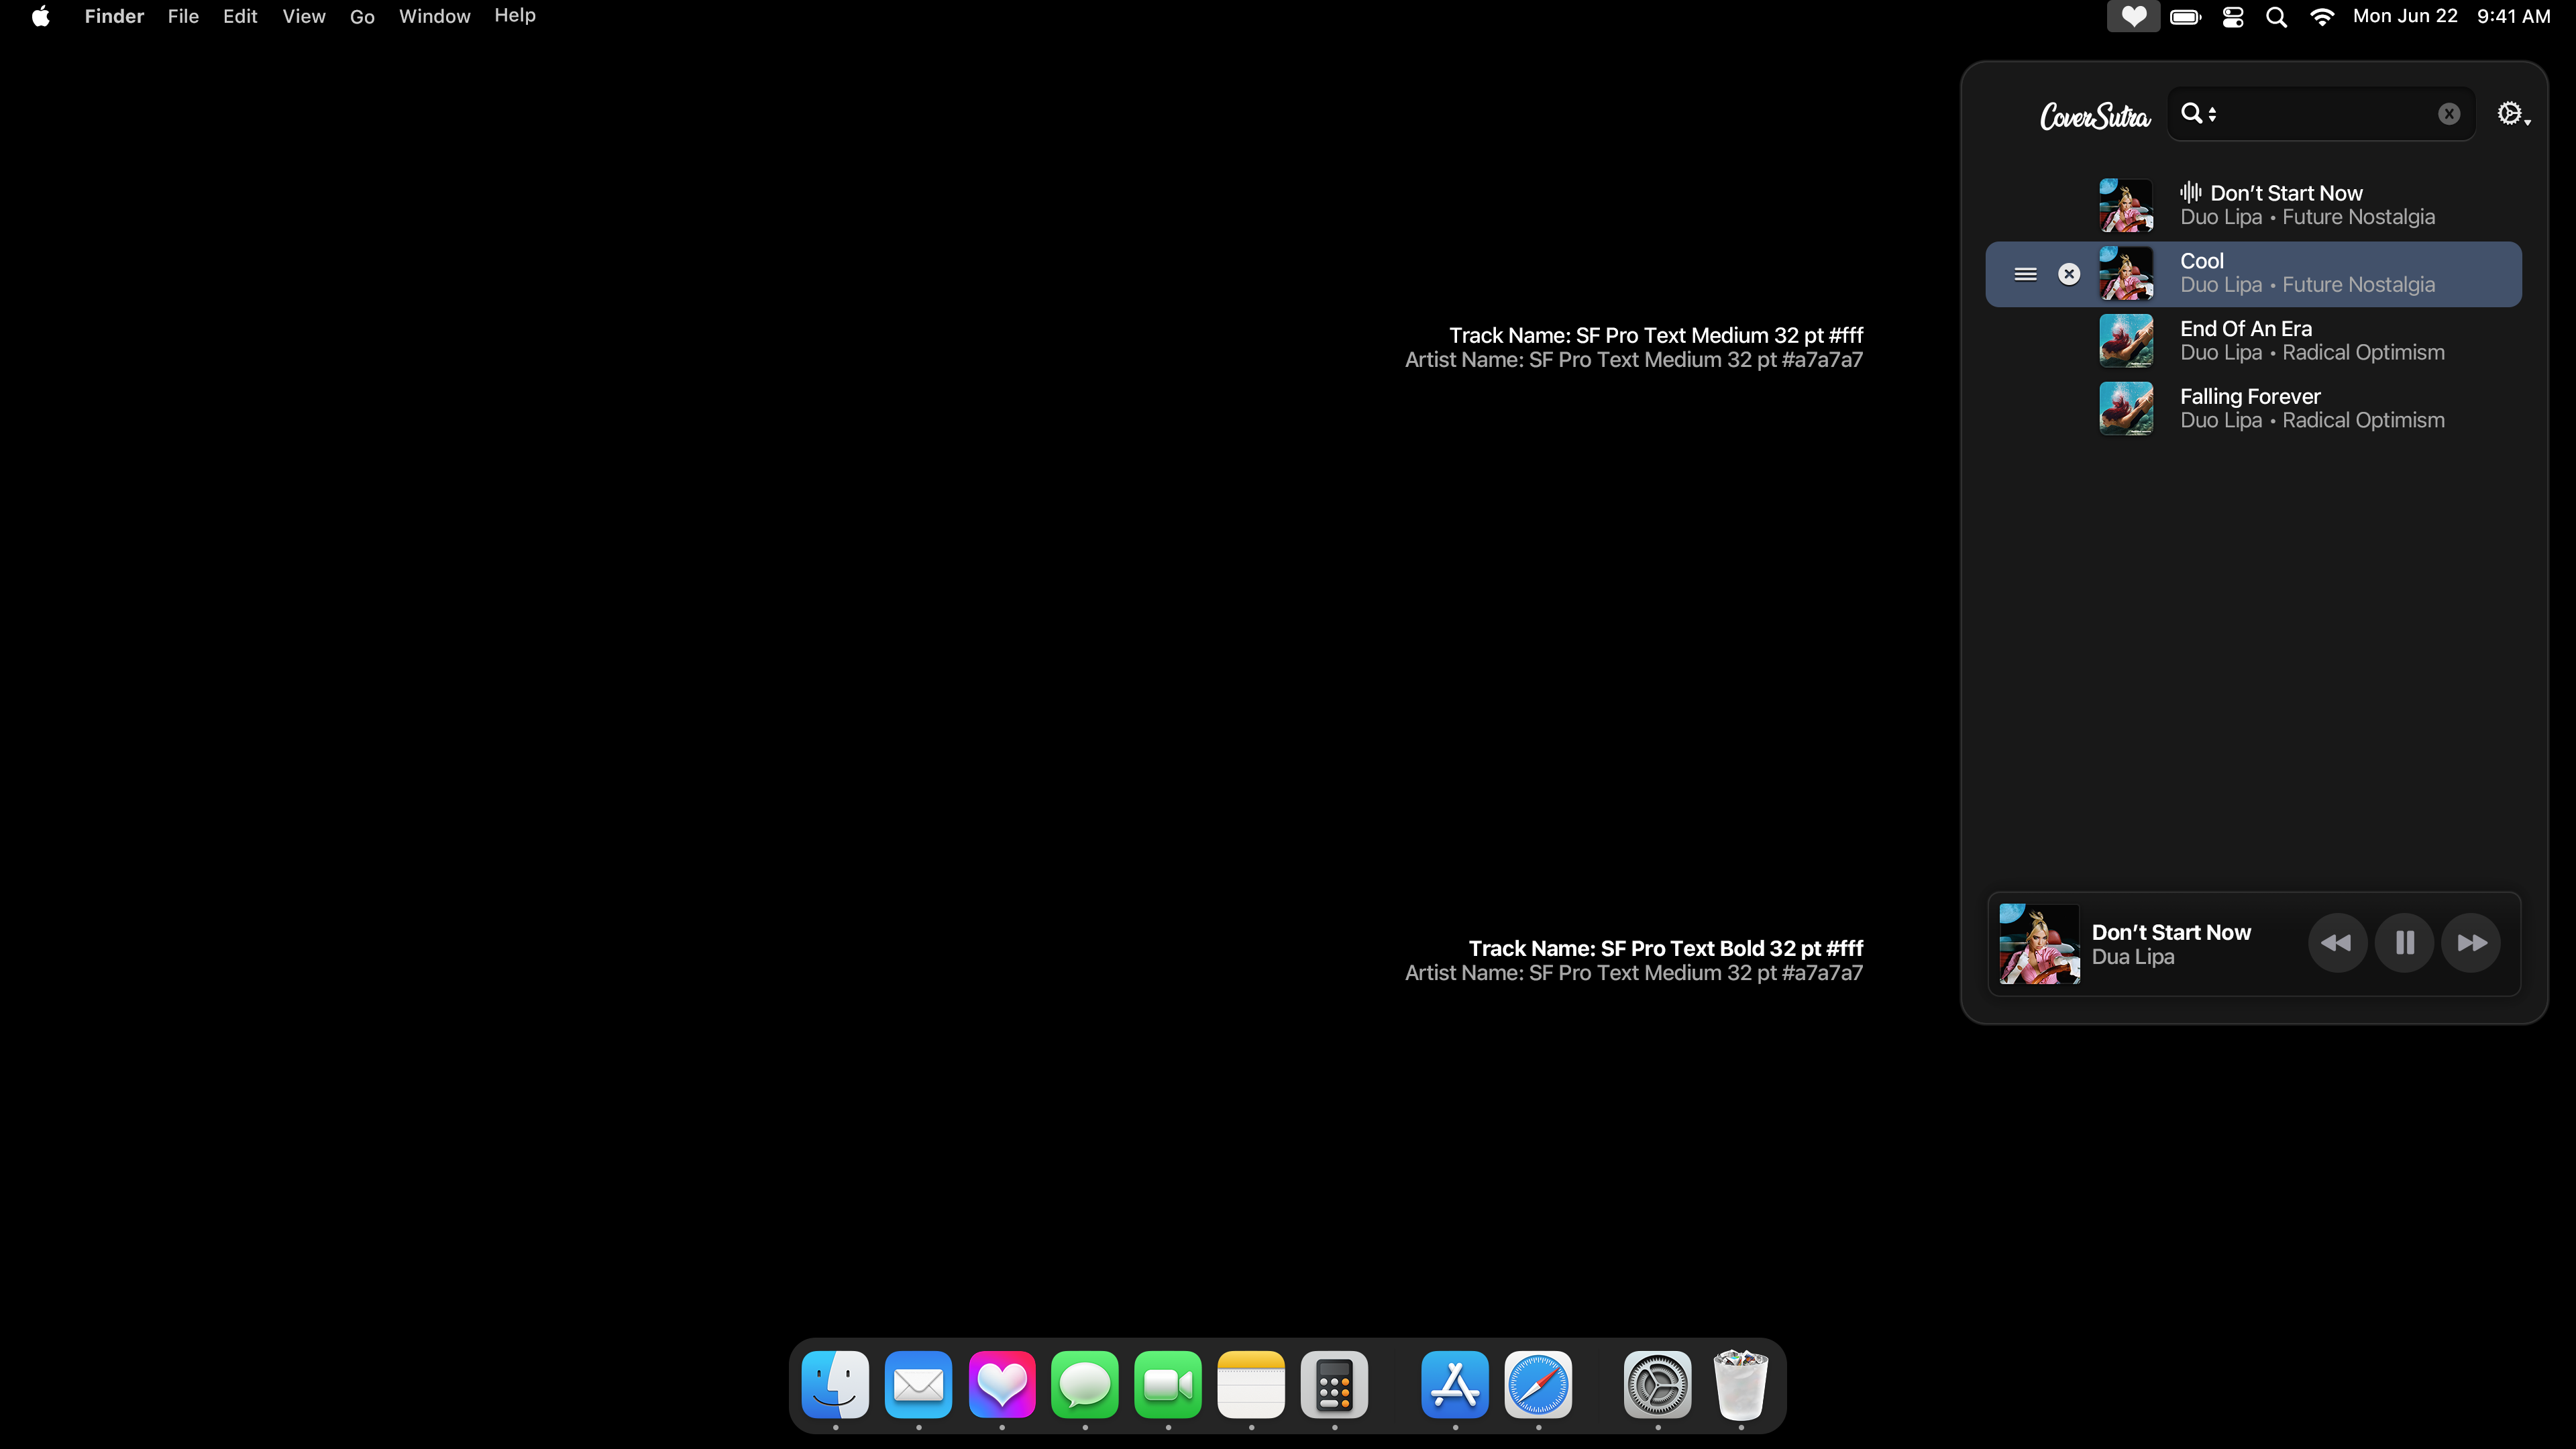 Finder File Edit View Go Window Help
Mon Jun 22 9:41 AM
CoverSutra
Don’t Start Now
Duo Lipa • Future Nostalgia
Cool
Duo Lipa • Future Nostalgia
Track Name: SF Pro Text Medium 32 pt #fff
Artist Name: SF Pro Text Medium 32 pt #a7a7a7
End Of An Era
Duo Lipa • Radical Optimism
Falling Forever
Duo Lipa • Radical Optimism
Track Name: SF Pro Text Bold 32 pt #fff
Artist Name: SF Pro Text Medium 32 pt #a7a7a7
Don’t Start Now
Dua Lipa